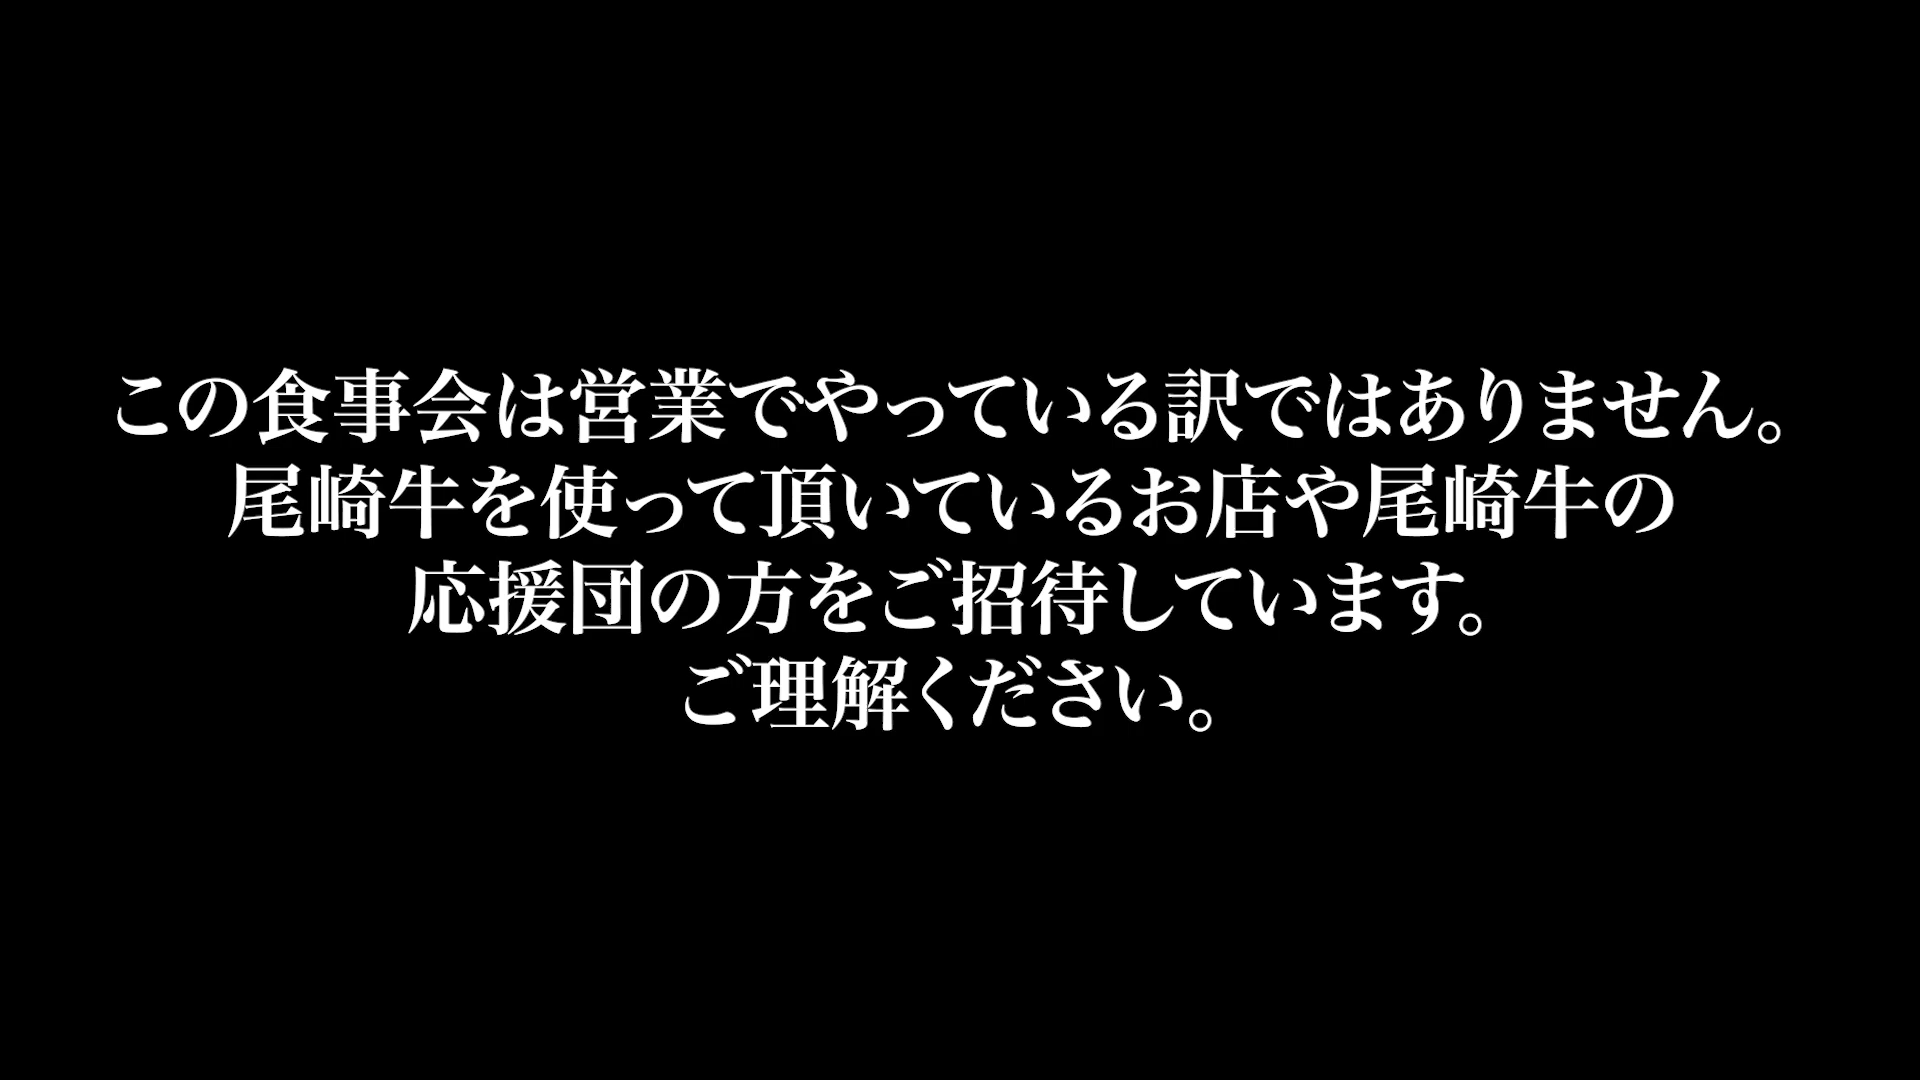 この食事会は営業でやっている訳ではありません。
尾崎牛を使って頂いているお店や尾崎牛の
応援団の方をご招待しています。
ご理解ください。